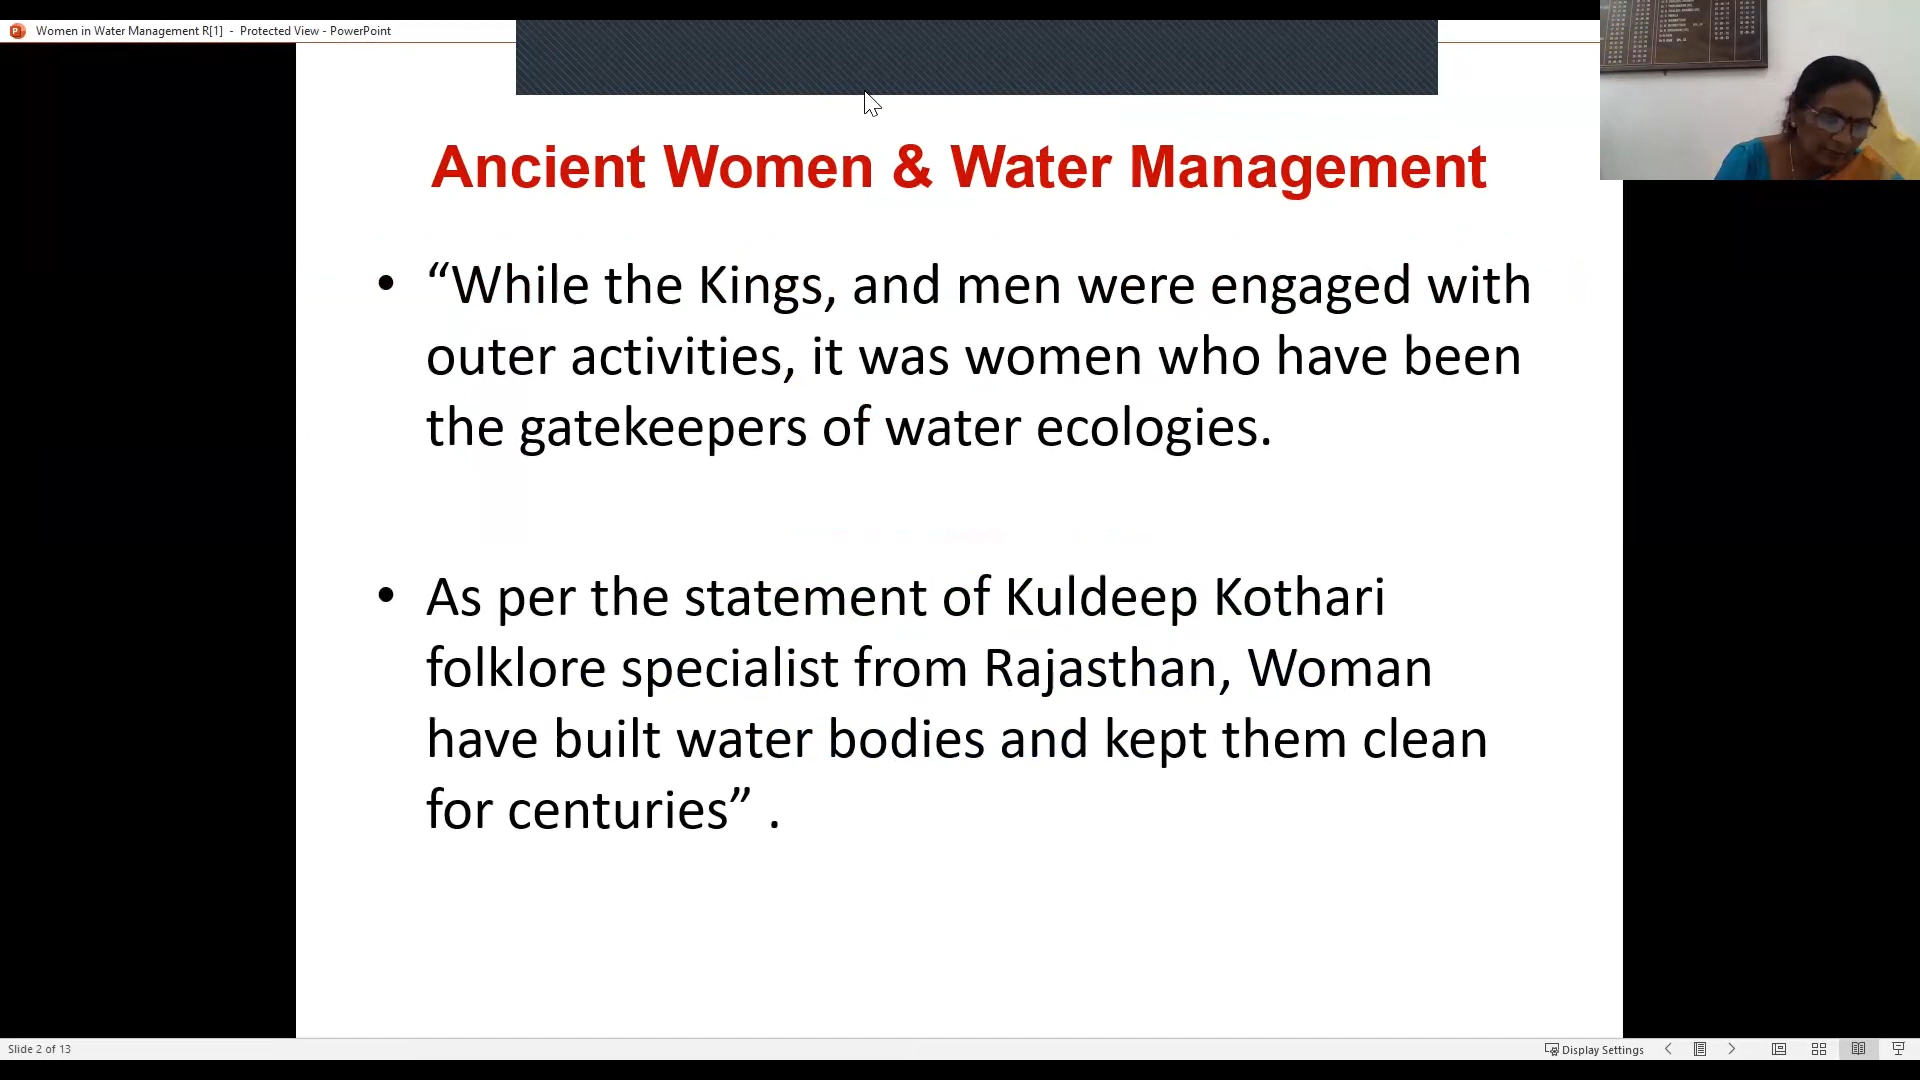 Women in Water Management R[1] - Protected View - PowerPoint
Ancient Women & Water Management
• “While the Kings, and men were engaged with
outer activities, it was women who have been
the gatekeepers of water ecologies.
• As per the statement of Kuldeep Kothari
folklore specialist from Rajasthan, Woman
have built water bodies and kept them clean
for centuries” .
Slide 2 of 13
Display Settings